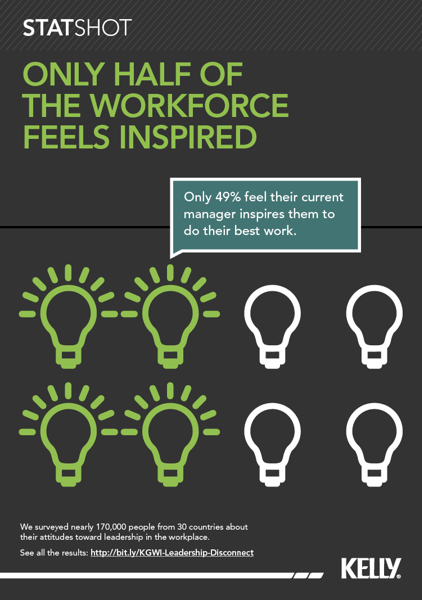 STATSHOT
ONLY HALF OF
THE WORKFORCE
FEELS INSPIRED
Only 49% feel their current
manager inspires them to
do their best work.
We surveyed nearly 170,000 people from 30 countries about
their attitudes toward leadership in the workplace.
See all the results: http://bit.ly/KGWI-Leadership-Disconnect
KELLY®